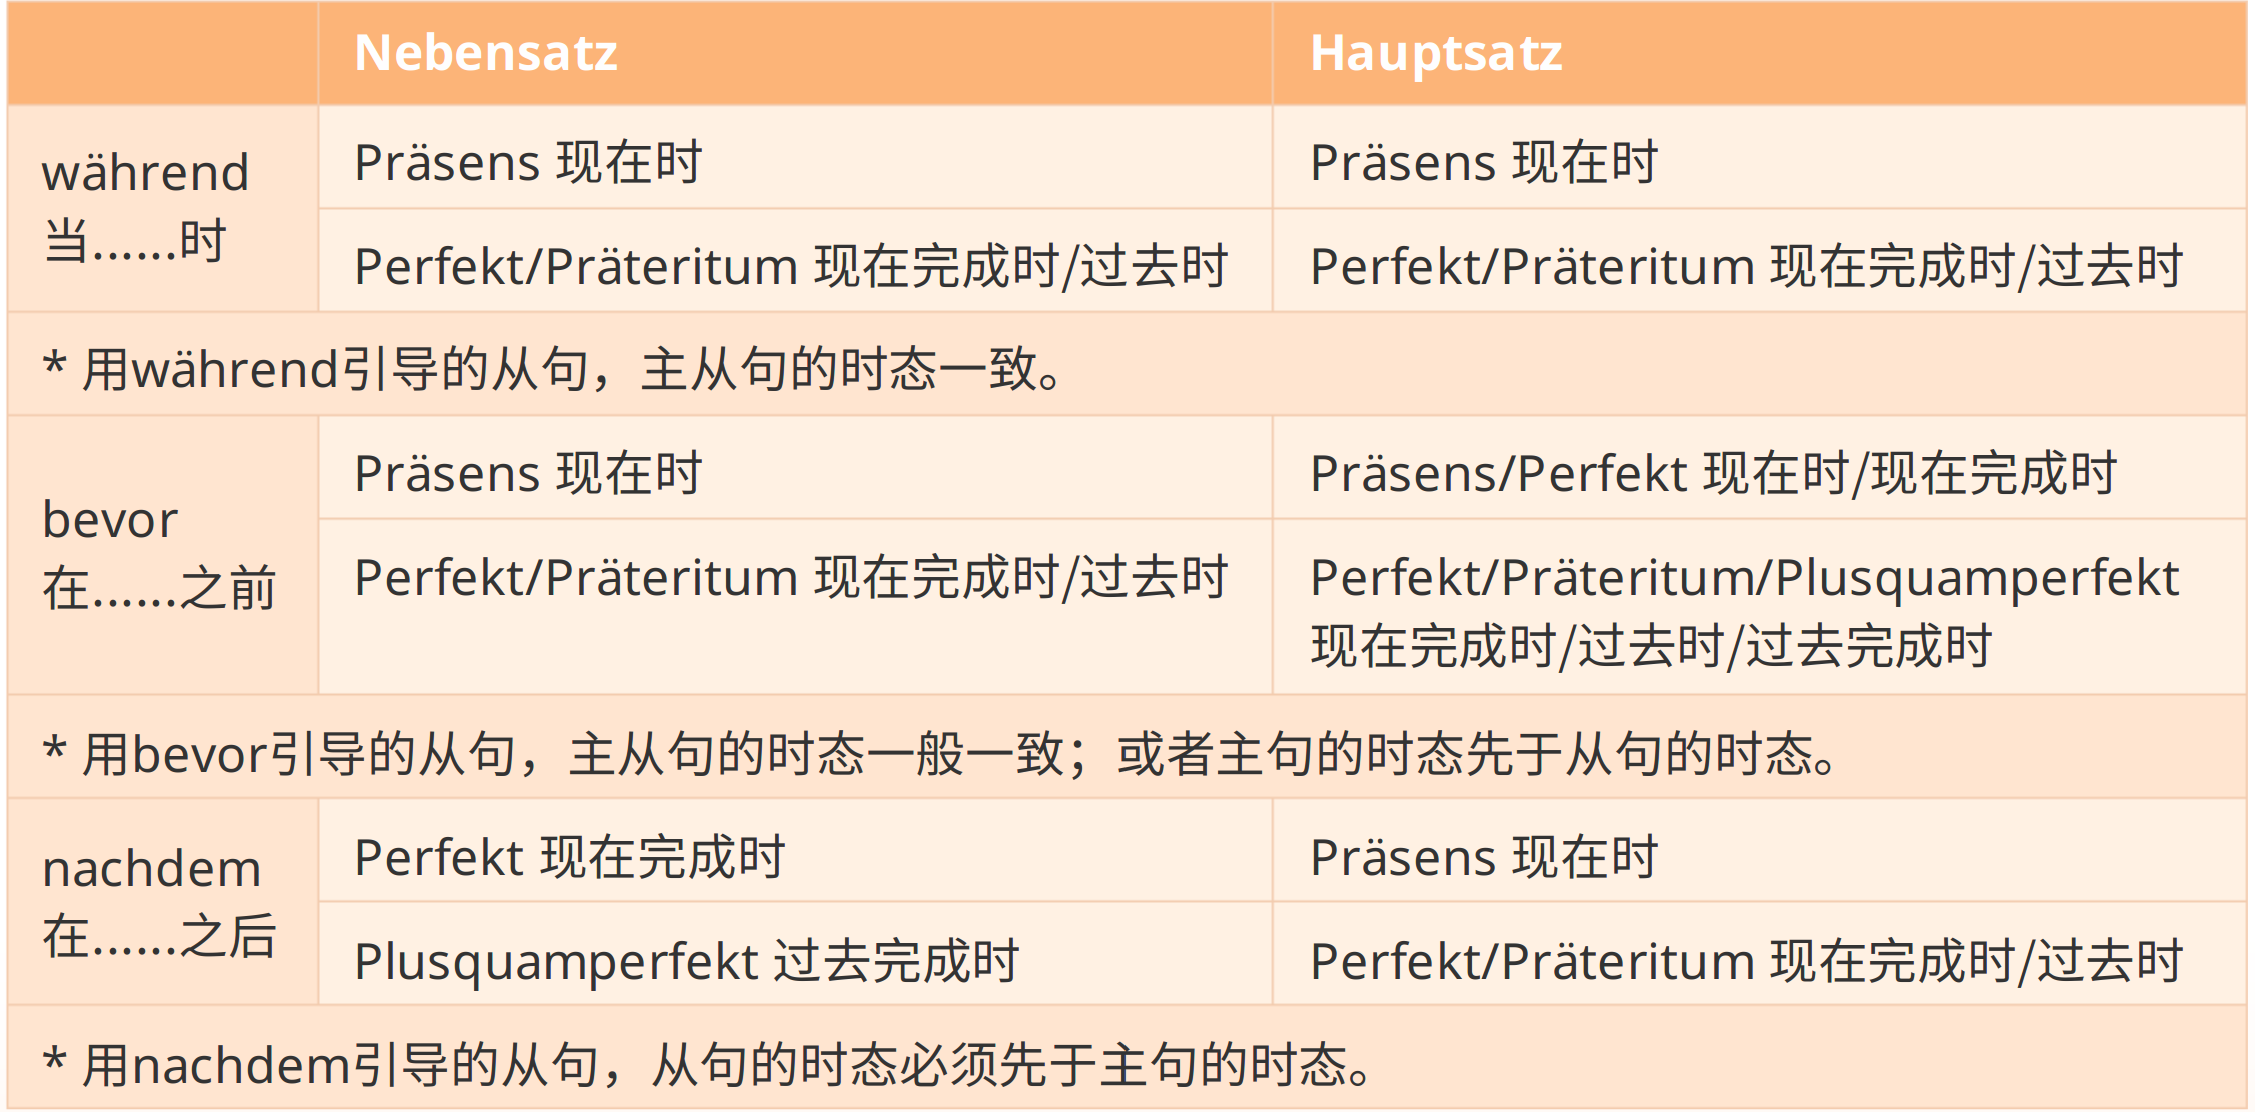 Nebensatz Hauptsatz
während
当……时
Präsens 现在时 Präsens 现在时
Perfekt/Präteritum 现在完成时/过去时 Perfekt/Präteritum 现在完成时/过去时
* 用während引导的从句，主从句的时态一致。
bevor
在……之前
Präsens 现在时 Präsens/Perfekt 现在时/现在完成时
Perfekt/Präteritum 现在完成时/过去时 Perfekt/Präteritum/Plusquamperfekt
现在完成时/过去时/过去完成时
* 用bevor引导的从句，主从句的时态一般一致；或者主句的时态先于从句的时态。
nachdem
在……之后
Perfekt 现在完成时 Präsens 现在时
Plusquamperfekt 过去完成时 Perfekt/Präteritum 现在完成时/过去时
* 用nachdem引导的从句，从句的时态必须先于主句的时态。